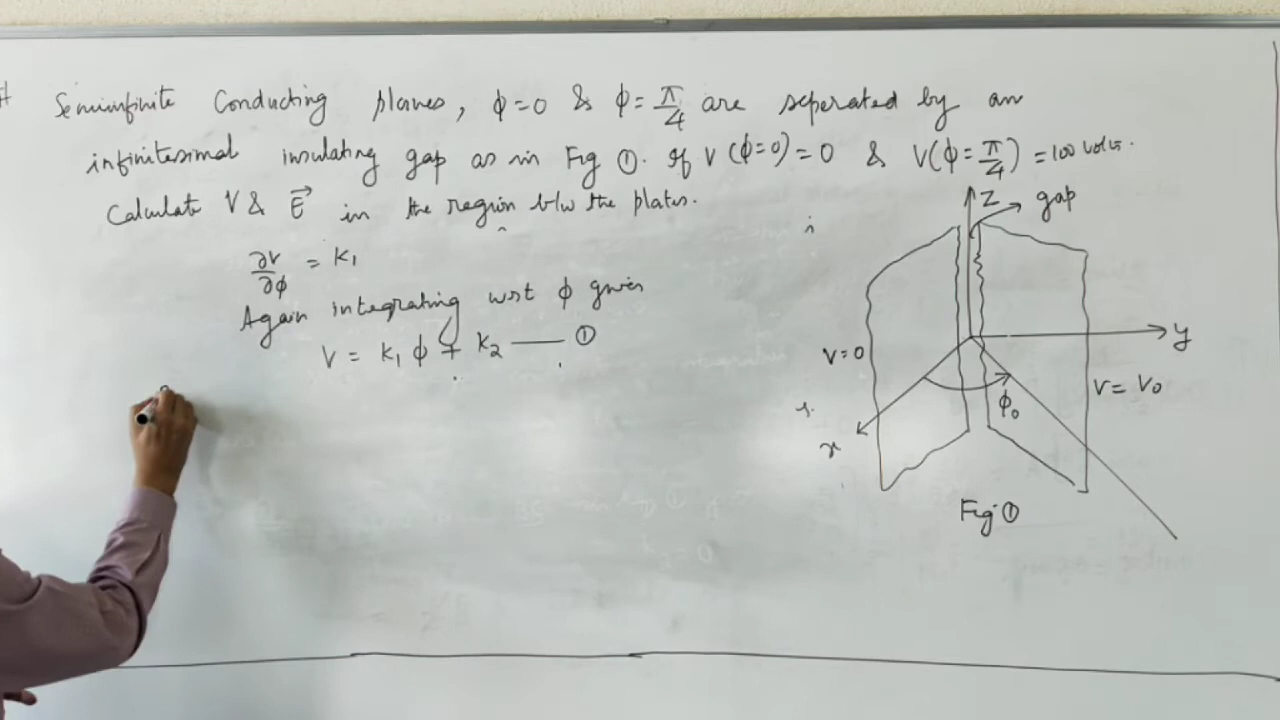 Semiinfinite Conducting planes, ϕ=0 & ϕ=π/4 are seperated by an
infinitesimal insulating gap as in Fig ①. If V(ϕ=0)=0 & V(ϕ=π/4)=100 volts.
Calculate V & E⃗ in the region b/w the plates.
∂V/∂ϕ = K₁
Again integrating wrt ϕ gives
V = K₁ ϕ + K₂ —— ①
Z
gap
y
V=0
V= V₀
ϕ₀
x
Fig ①